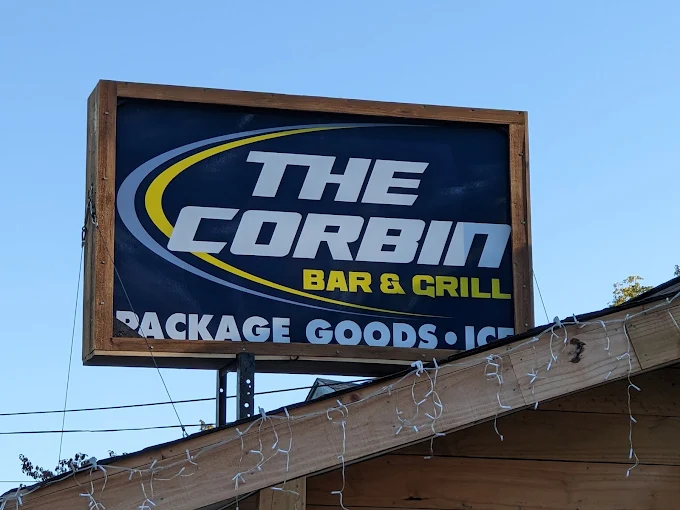 THE
CORBIN
BAR & GRILL
PACKAGE GOODS • ICE